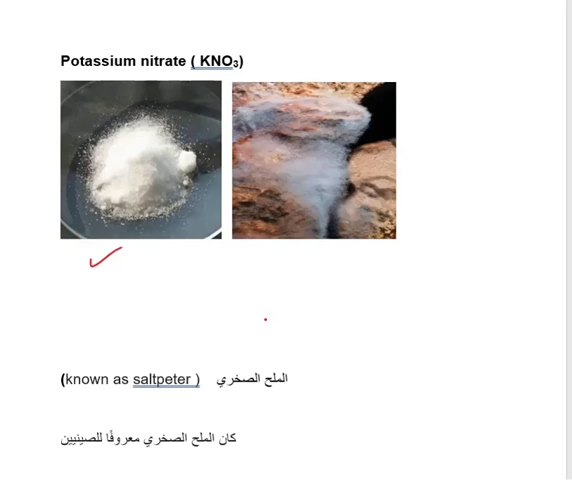 Potassium nitrate ( KNO₃)
(known as saltpeter ) الملح الصخري
كان الملح الصخري معروفًا للصينيين